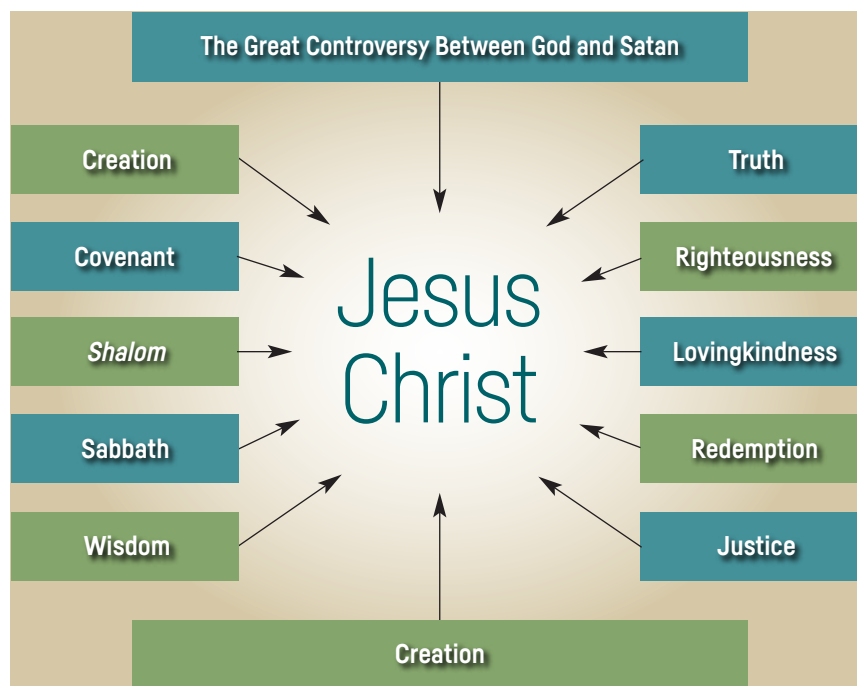 The Great Controversy Between God and Satan
Creation
Covenant
Shalom
Sabbath
Wisdom
Jesus
Christ
Truth
Righteousness
Lovingkindness
Redemption
Justice
Creation